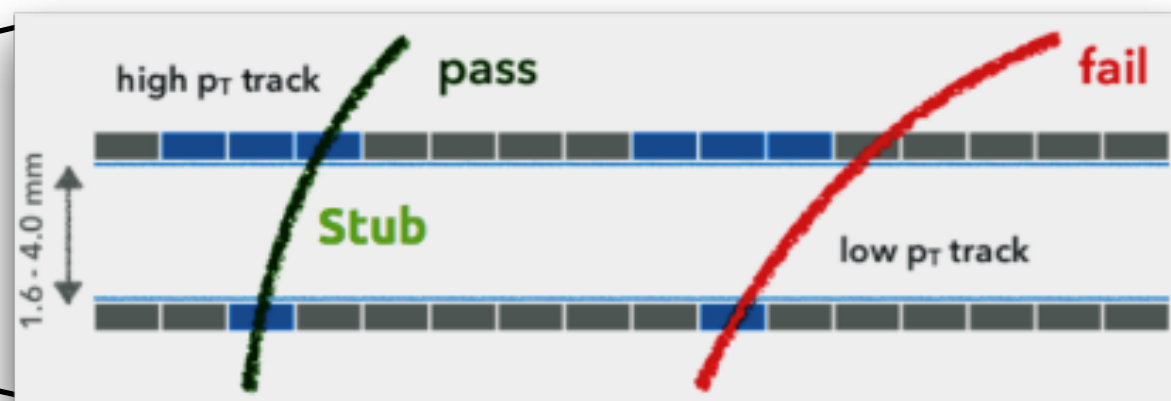 high pT track
pass
fail
1.6 - 4.0 mm
Stub
low pT track